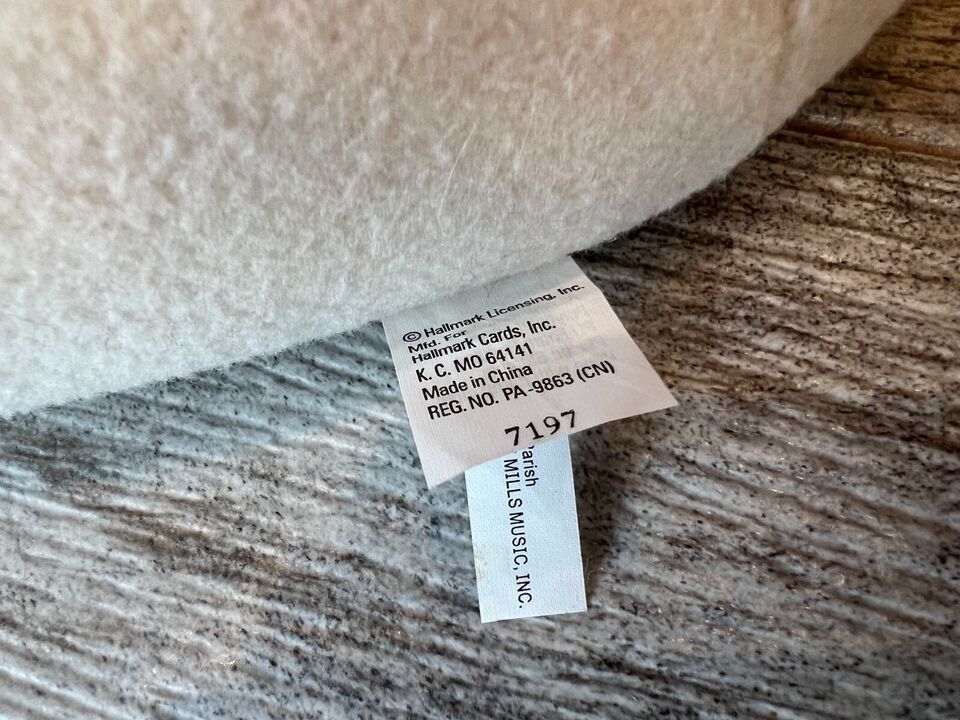 © Hallmark Licensing, Inc.
Mfd. For
Hallmark Cards, Inc.
K. C. MO 64141
Made in China
REG. NO. PA-9863 (CN)
7197
arish
MILLS MUSIC, INC.